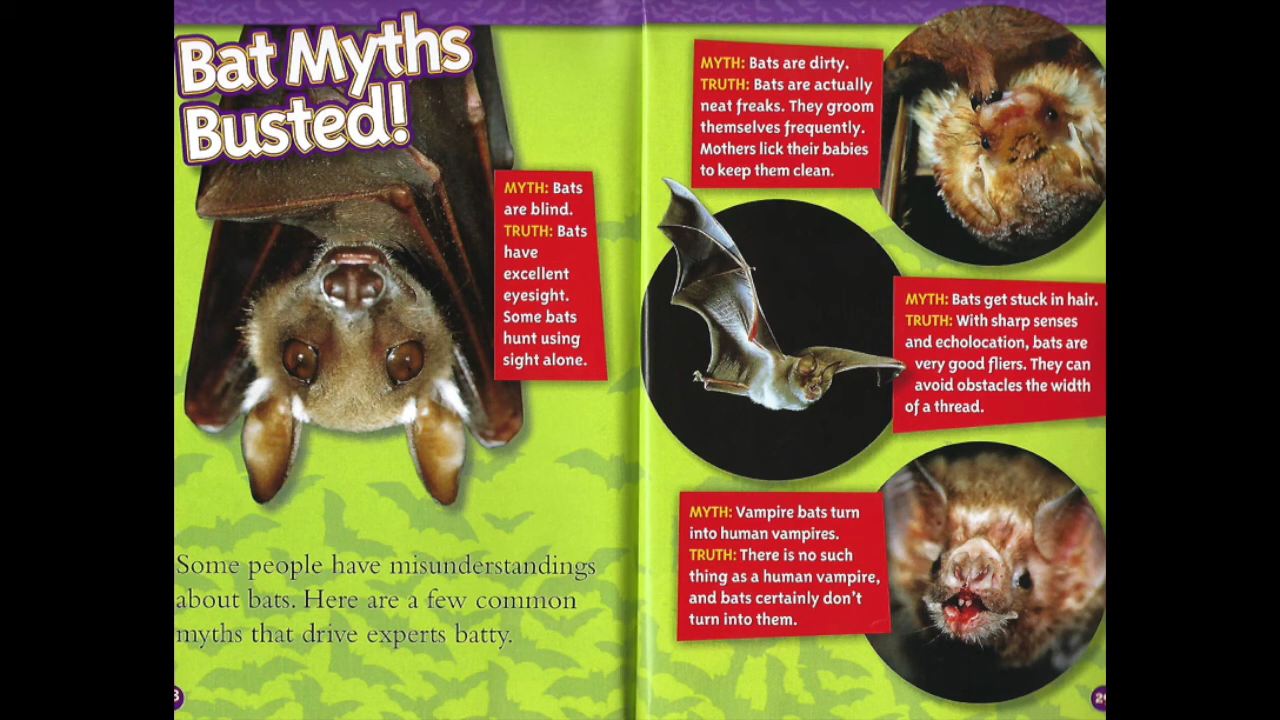 Bat Myths
Busted!
MYTH: Bats
are blind.
TRUTH: Bats
have
excellent
eyesight.
Some bats
hunt using
sight alone.
Some people have misunderstandings
about bats. Here are a few common
myths that drive experts batty.
MYTH: Bats are dirty.
TRUTH: Bats are actually
neat freaks. They groom
themselves frequently.
Mothers lick their babies
to keep them clean.
MYTH: Bats get stuck in hair.
TRUTH: With sharp senses
and echolocation, bats are
very good fliers. They can
avoid obstacles the width
of a thread.
MYTH: Vampire bats turn
into human vampires.
TRUTH: There is no such
thing as a human vampire,
and bats certainly don't
turn into them.